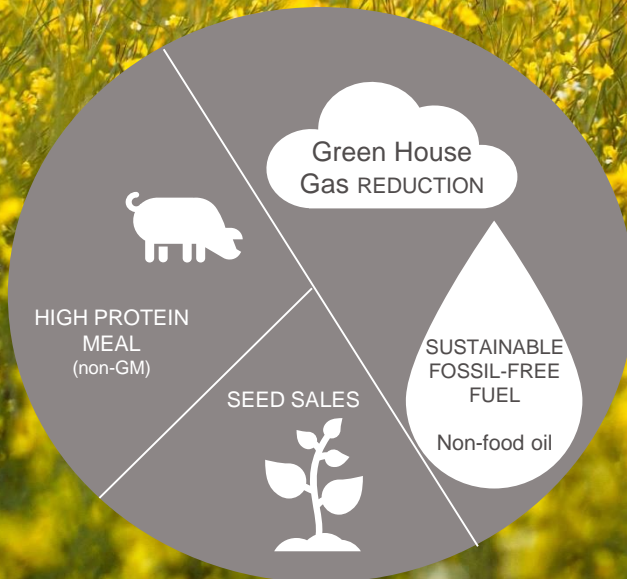 Green House
Gas REDUCTION
HIGH PROTEIN
MEAL
(non-GM)
SUSTAINABLE
FOSSIL-FREE
FUEL
Non-food oil
SEED SALES